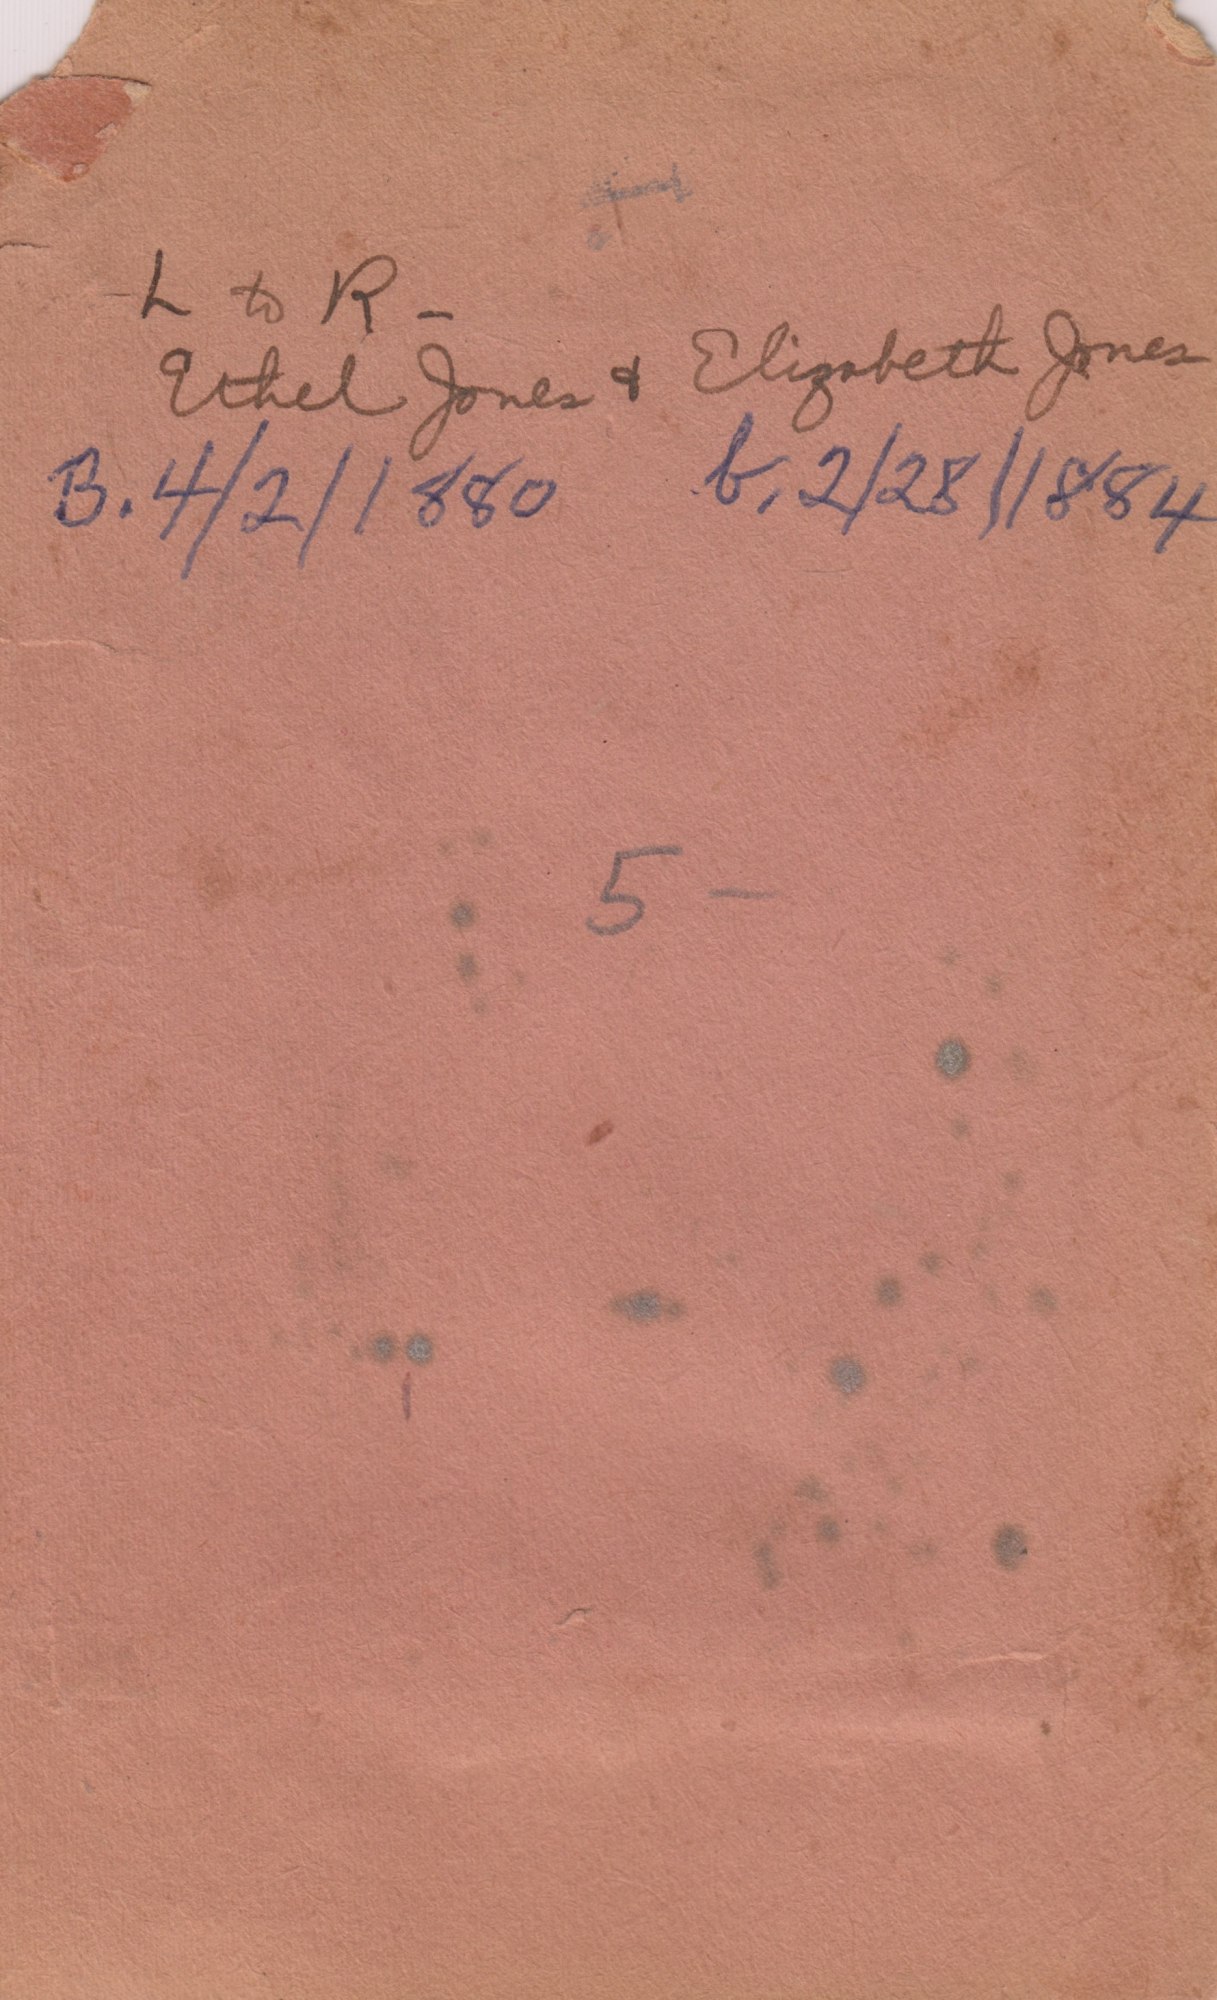 L to R -
Ethel Jones & Elizabeth Jones
B. 4/2/1880 b. 2/28/1884
5 —